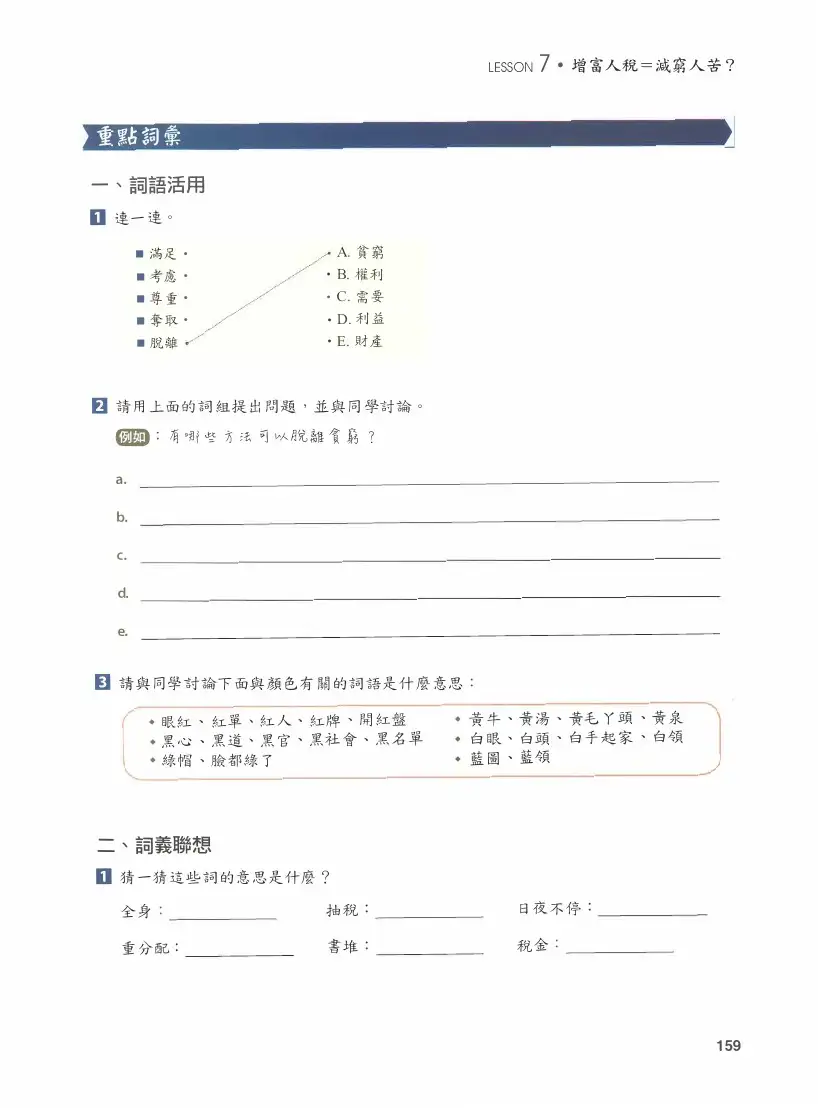 LESSON 7 • 增富人稅＝減窮人苦？
重點詞彙
一、詞語活用
1 連一連。
■ 滿足 • • A. 貧窮
■ 考慮 • • B. 權利
■ 尊重 • • C. 需要
■ 奪取 • • D. 利益
■ 脫離 • • E. 財產
2 請用上面的詞組提出問題，並與同學討論。
例如：有哪些方法可以脫離貧窮？
a.
b.
c.
d.
e.
3 請與同學討論下面與顏色有關的詞語是什麼意思：
◆ 眼紅、紅單、紅人、紅牌、開紅盤 ◆ 黃牛、黃湯、黃毛丫頭、黃泉
◆ 黑心、黑道、黑官、黑社會、黑名單 ◆ 白眼、白頭、白手起家、白領
◆ 綠帽、臉都綠了 ◆ 藍圖、藍領
二、詞義聯想
1 猜一猜這些詞的意思是什麼？
全身： 抽稅： 日夜不停：
重分配： 書堆： 稅金：
159